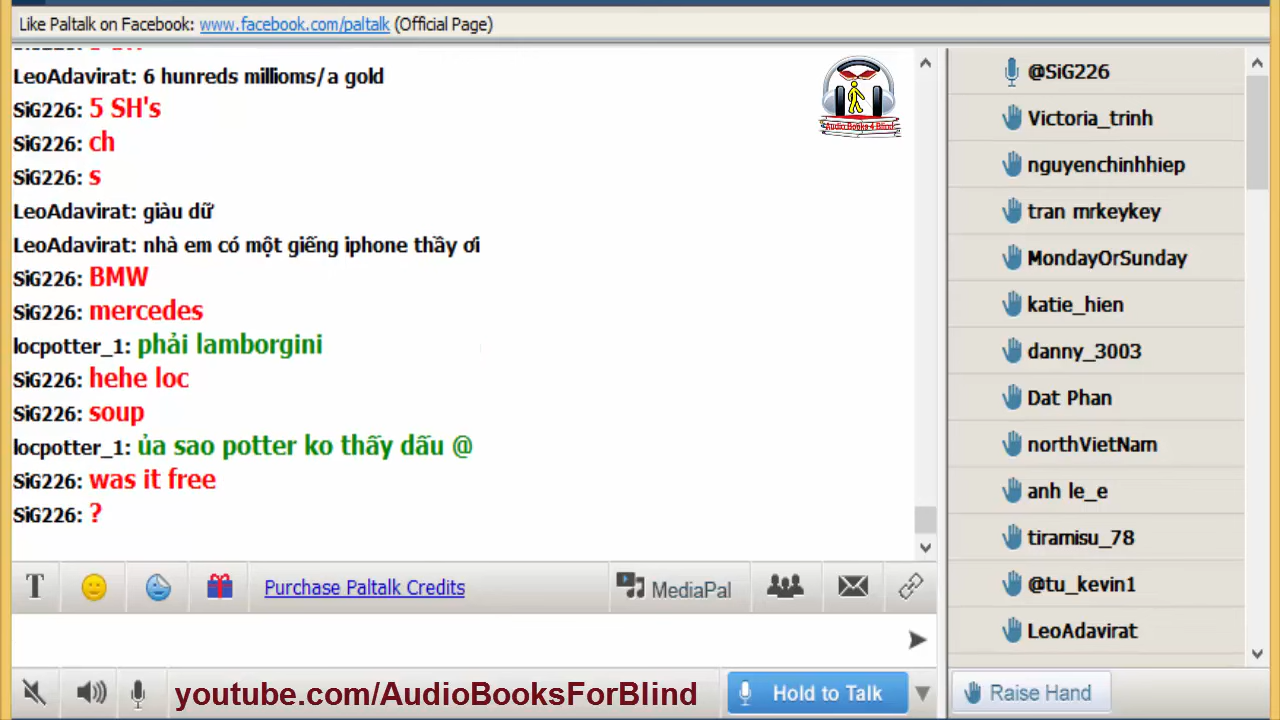 Like Paltalk on Facebook: www.facebook.com/paltalk (Official Page)
LeoAdavirat: 6 hunreds millioms/a gold
SiG226: 5 SH's
SiG226: ch
SiG226: s
LeoAdavirat: giàu dữ
LeoAdavirat: nhà em có một giếng iphone thầy ơi
SiG226: BMW
SiG226: mercedes
locpotter_1: phải lamborgini
SiG226: hehe loc
SiG226: soup
locpotter_1: ủa sao potter ko thấy dấu @
SiG226: was it free
SiG226: ?
Audio Books 4 Blind
@SiG226
Victoria_trinh
nguyenchinhhiep
tran mrkeykey
MondayOrSunday
katie_hien
danny_3003
Dat Phan
northVietNam
anh le_e
tiramisu_78
@tu_kevin1
LeoAdavirat
T
Purchase Paltalk Credits
MediaPal
youtube.com/AudioBooksForBlind
Hold to Talk
Raise Hand